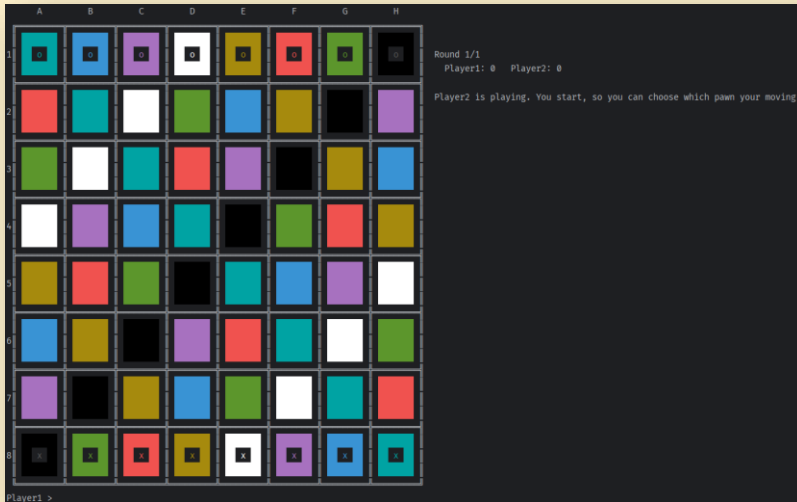 A B C D E F G H
1 o o o o o o o o
Round 1/1
Player1: 0 Player2: 0
2
Player2 is playing. You start, so you can choose which pawn your moving
3
4
5
6
7
8 x x x x x x x x
Player1 >